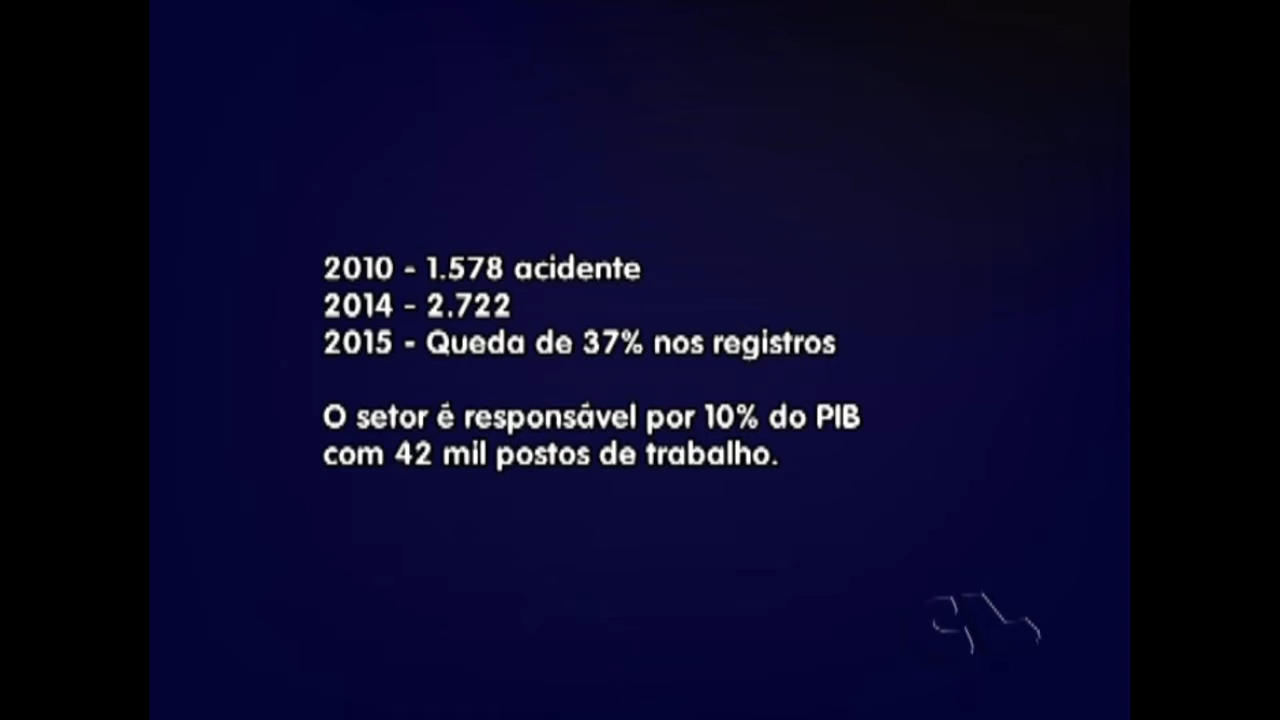 2010 - 1.578 acidente
2014 - 2.722
2015 - Queda de 37% nos registros
O setor é responsável por 10% do PIB
com 42 mil postos de trabalho.